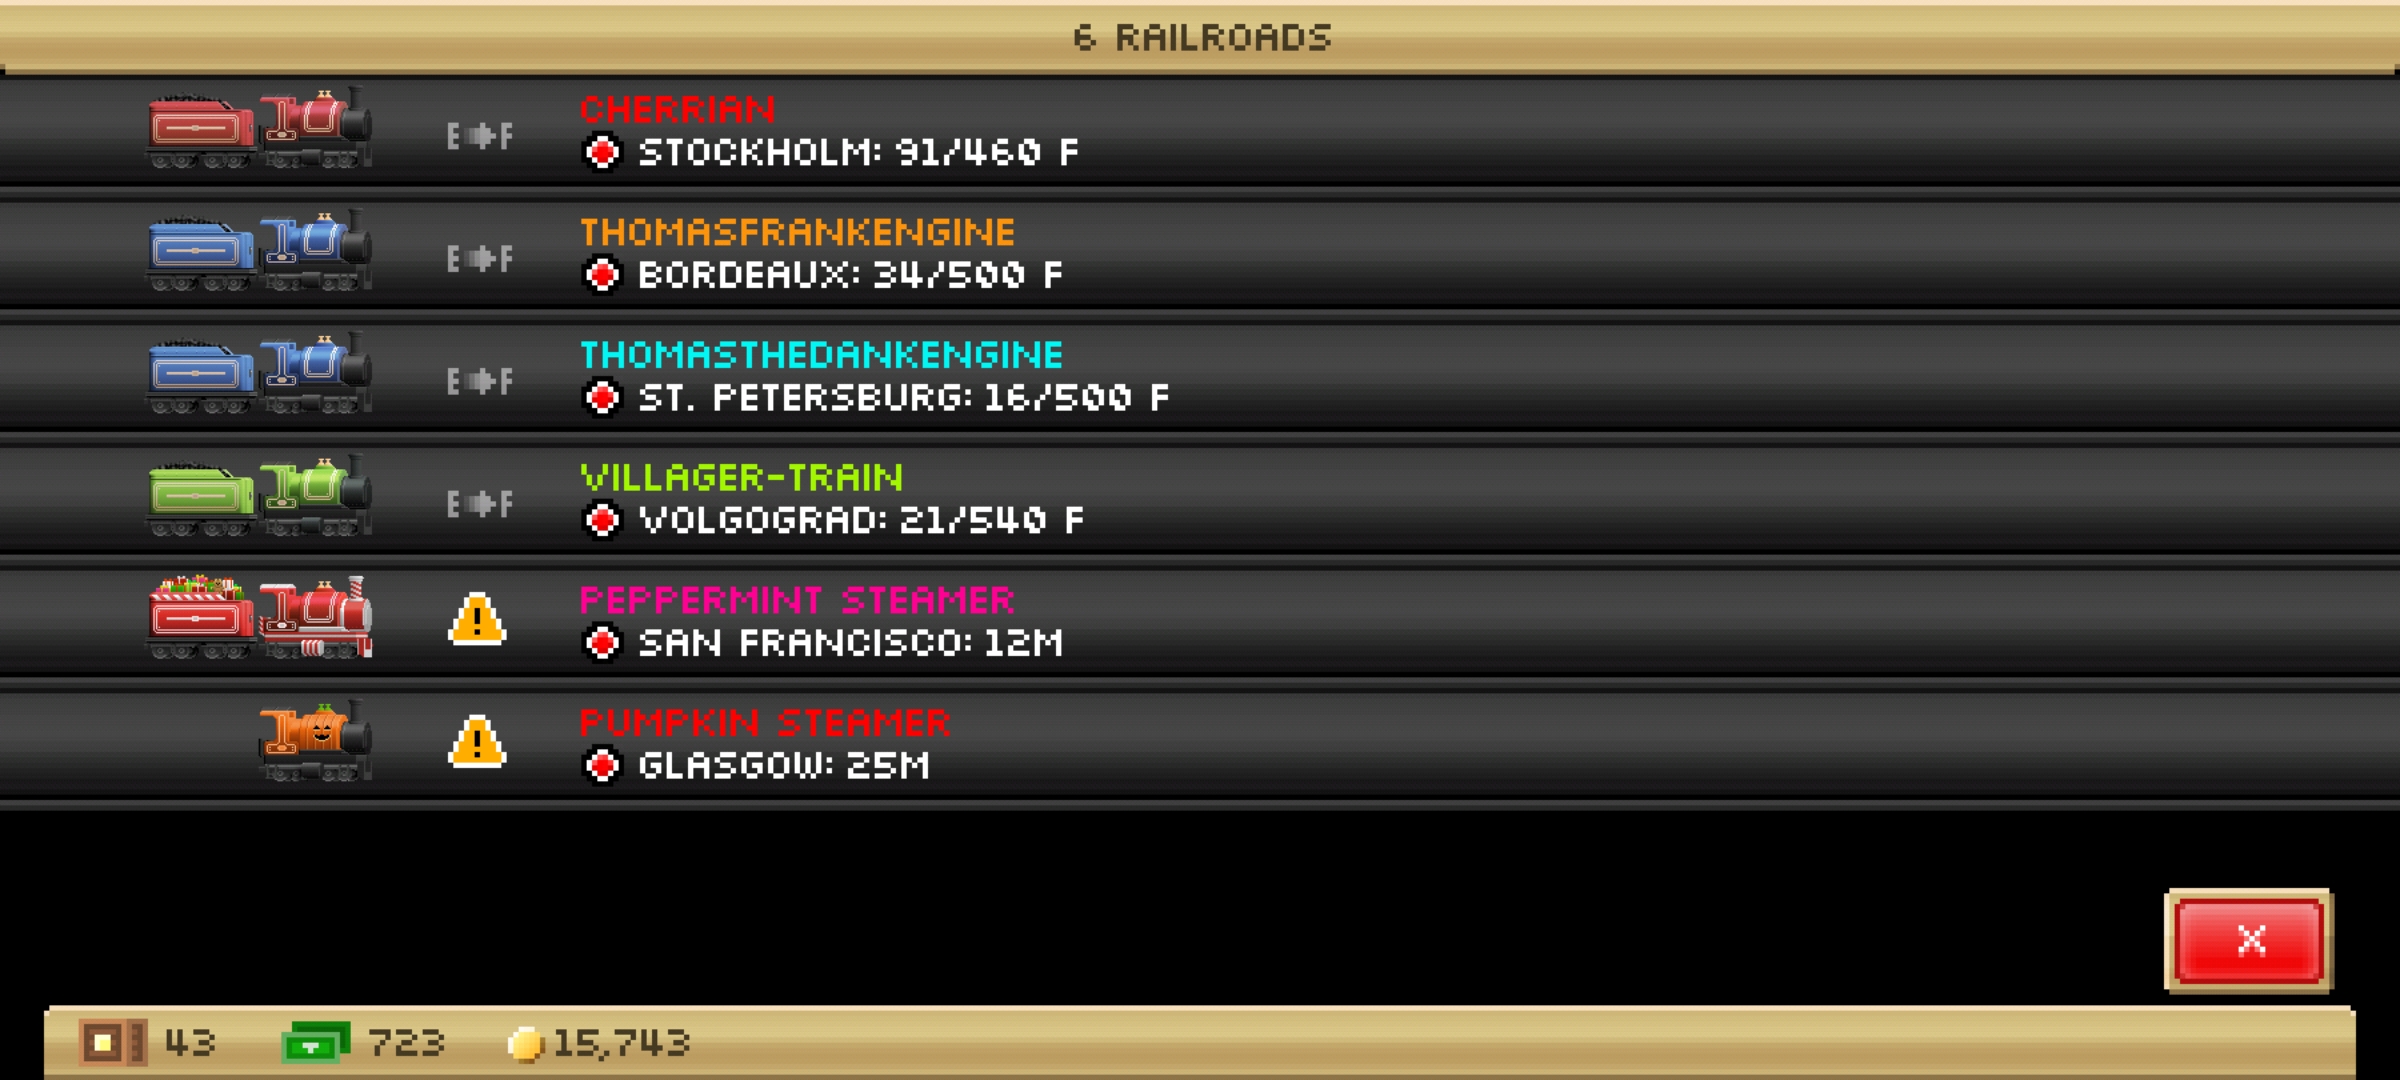 6 RAILROADS
CHERRIAN
E F
STOCKHOLM: 91/460 F
THOMASFRANKENGINE
E F
BORDEAUX: 34/500 F
THOMASTHEDANKENGINE
E F
ST. PETERSBURG: 16/500 F
VILLAGER-TRAIN
E F
VOLGOGRAD: 21/540 F
PEPPERMINT STEAMER
!
SAN FRANCISCO: 12M
PUMPKIN STEAMER
!
GLASGOW: 25M
X
43 723 15,743